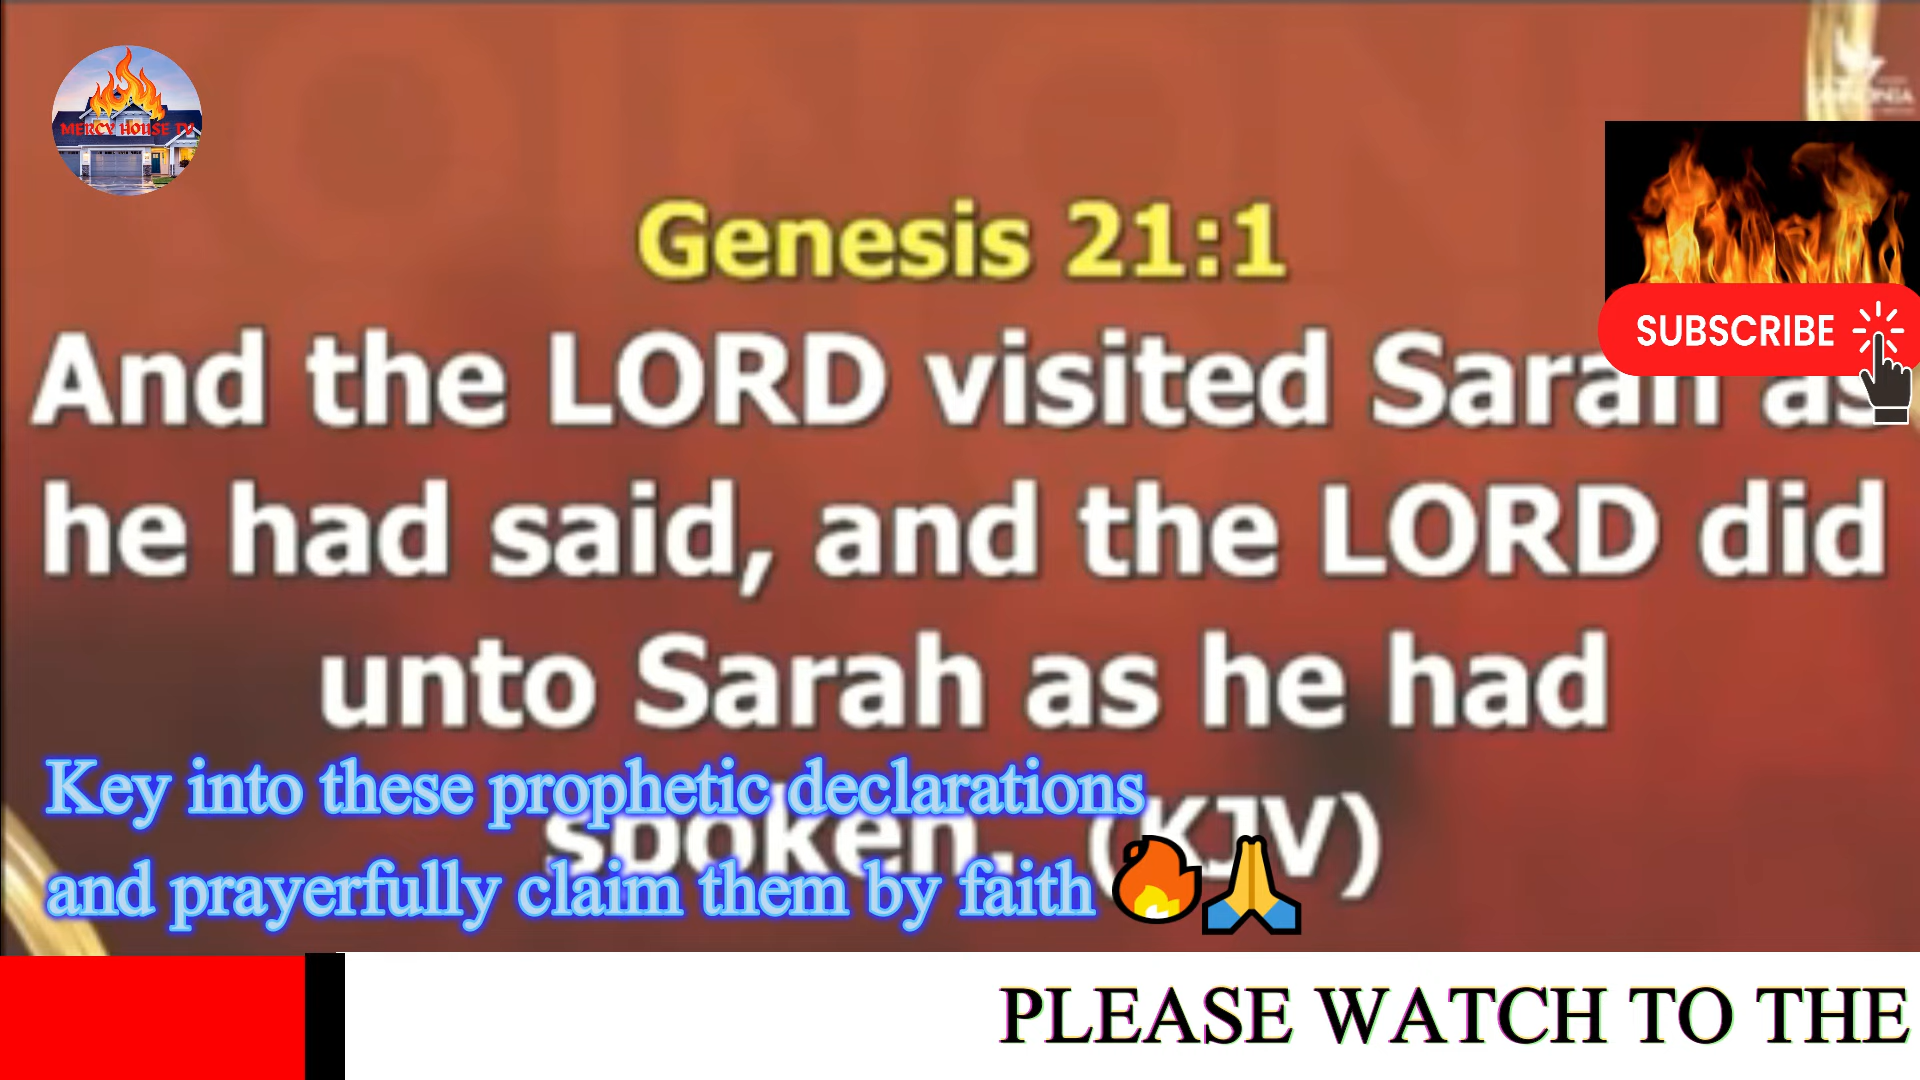 MERCY HOUSE TV
Genesis 21:1
SUBSCRIBE
And the LORD visited Sarah as
he had said, and the LORD did
unto Sarah as he had
spoken. (KJV)
Key into these prophetic declarations
and prayerfully claim them by faith 🔥🙏
PLEASE WATCH TO THE